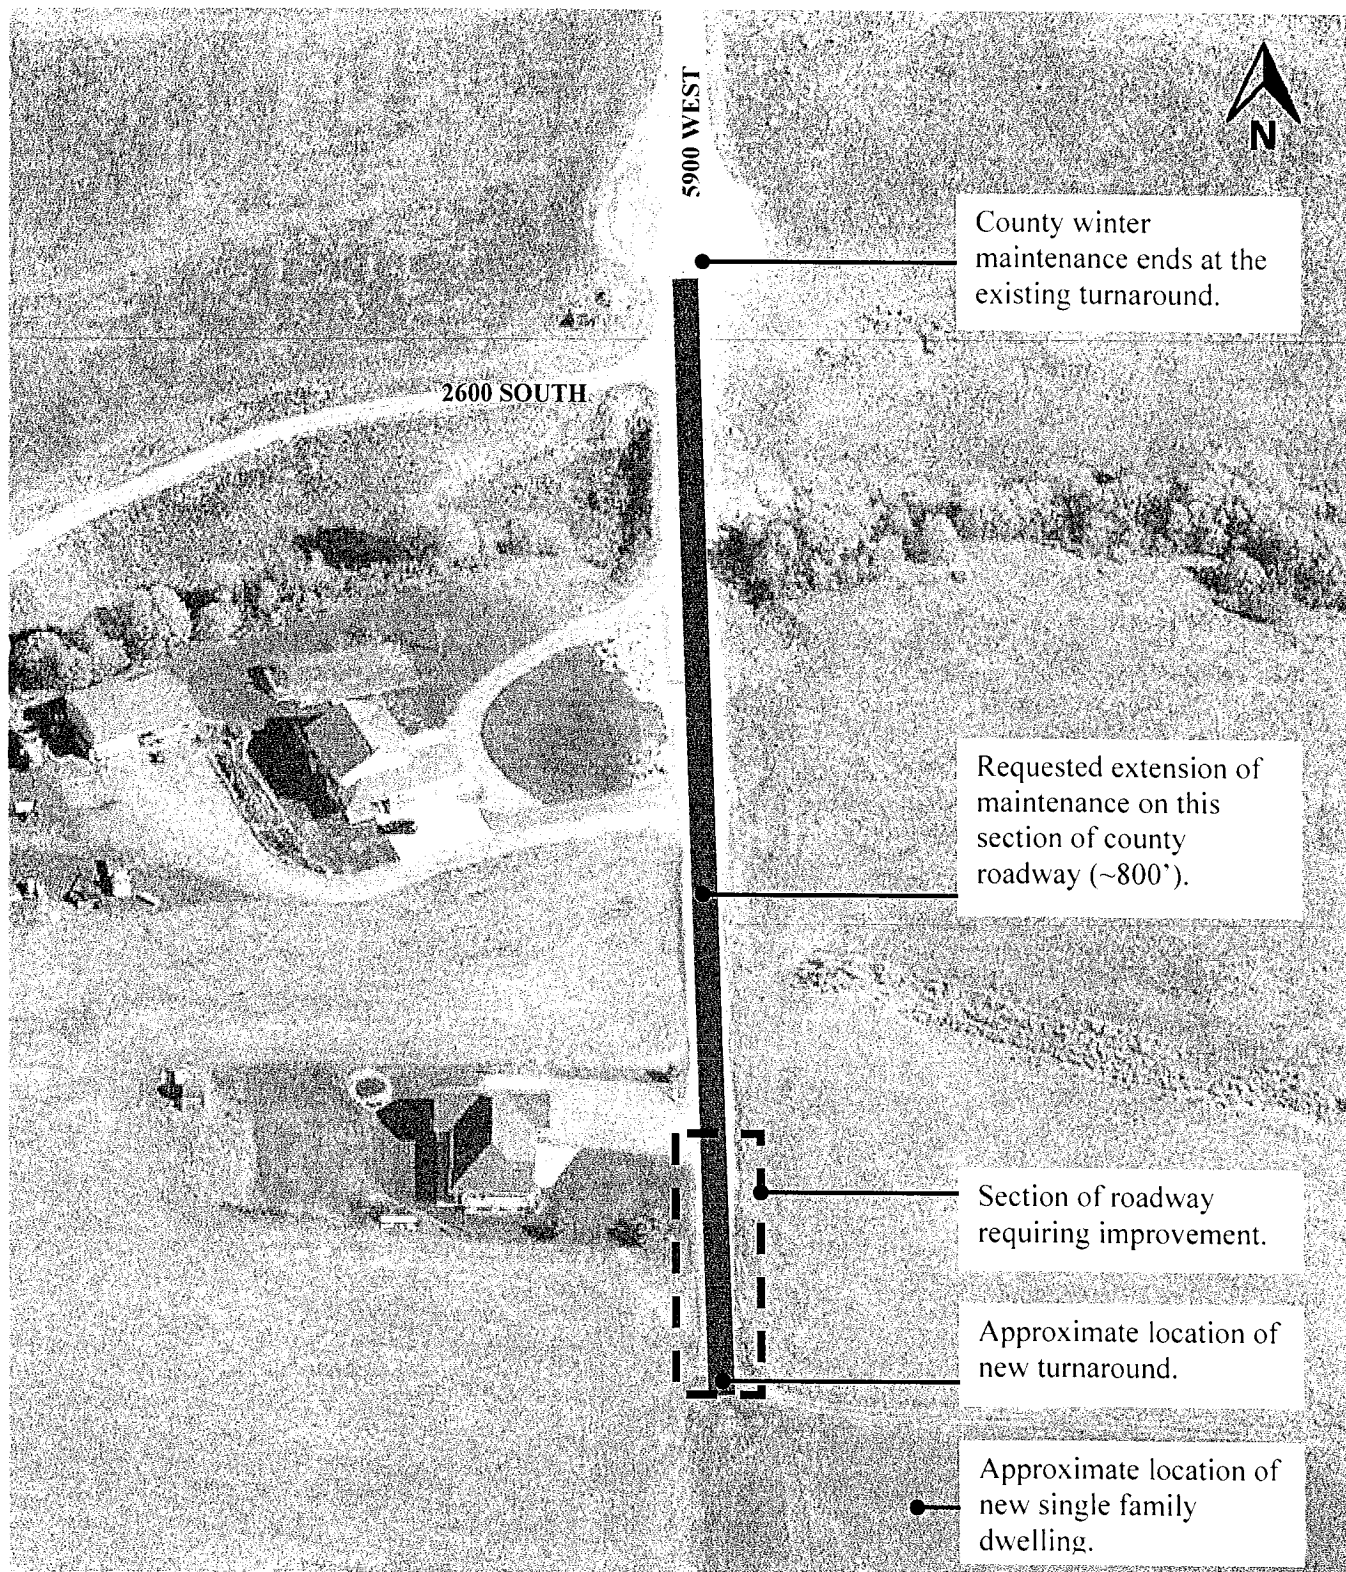 5900 WEST
N
County winter
maintenance ends at the
existing turnaround.
2600 SOUTH
Requested extension of
maintenance on this
section of county
roadway (~800').
Section of roadway
requiring improvement.
Approximate location of
new turnaround.
Approximate location of
new single family
dwelling.